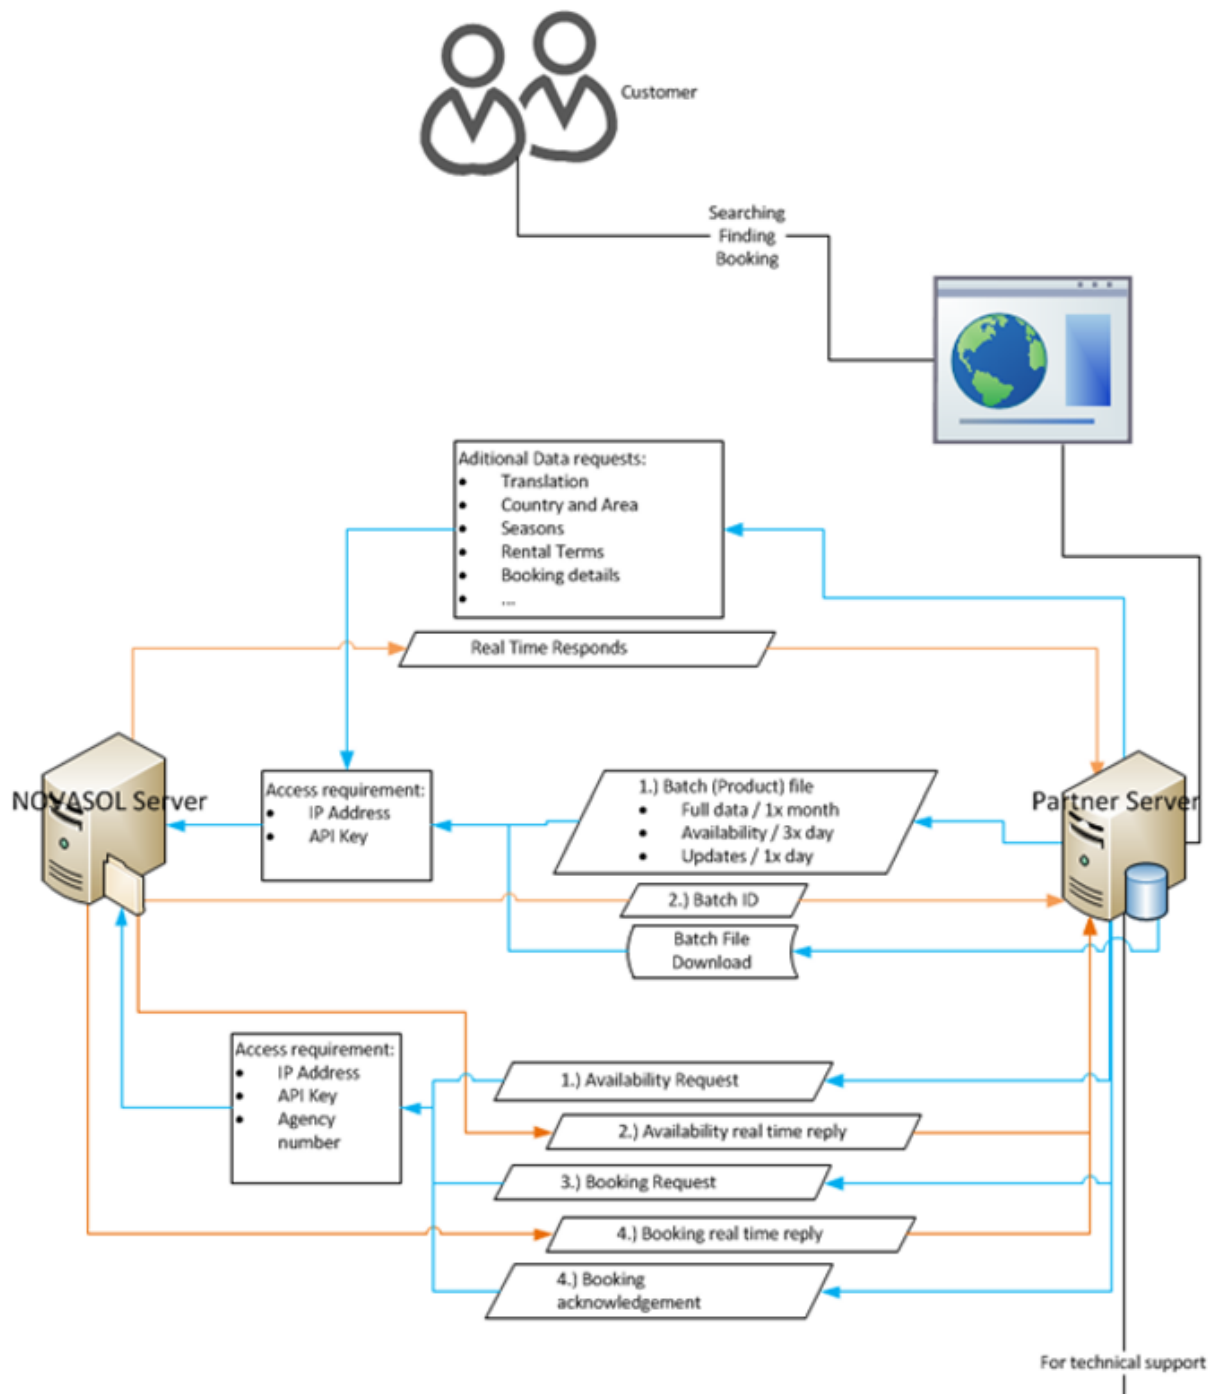 Customer
Searching
Finding
Booking
Aditional Data requests:
• Translation
• Country and Area
• Seasons
• Rental Terms
• Booking details
• ...
Real Time Responds
NOVASOL Server
Access requirement:
• IP Address
• API Key
1.) Batch (Product) file
• Full data / 1x month
• Availability / 3x day
• Updates / 1x day
Partner Server
2.) Batch ID
Batch File
Download
Access requirement:
• IP Address
• API Key
• Agency
number
1.) Availability Request
2.) Availability real time reply
3.) Booking Request
4.) Booking real time reply
4.) Booking
acknowledgement
For technical support